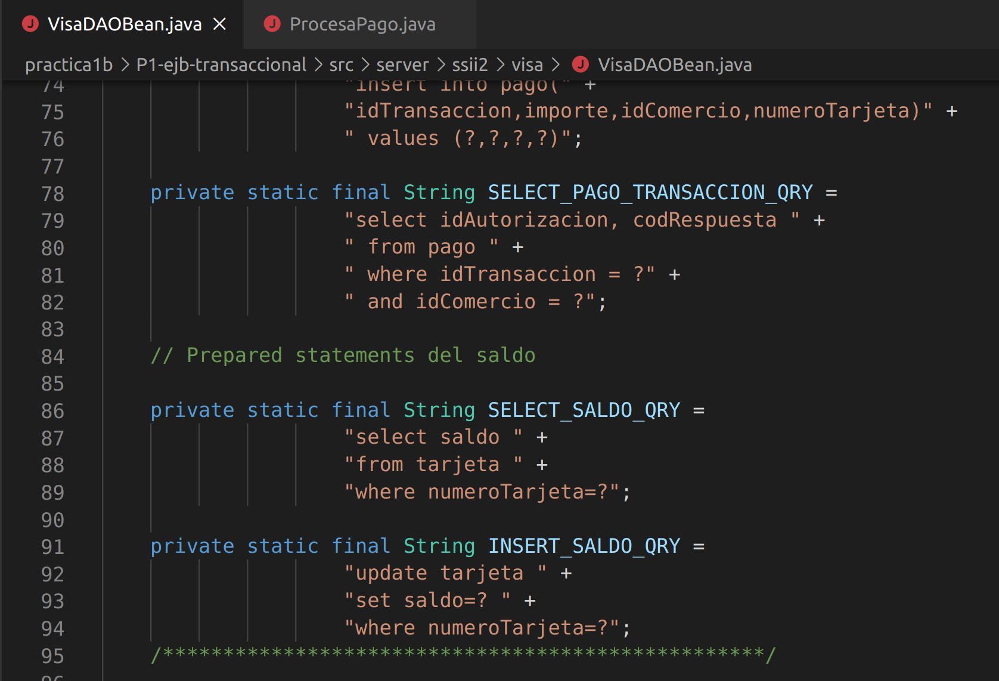 VisaDAOBean.java
ProcesaPago.java
practica1b > P1-ejb-transaccional > src > server > ssii2 > visa > VisaDAOBean.java
74 "insert into pago(" +
75 "idTransaccion,importe,idComercio,numeroTarjeta)" +
76 " values (?,?,?,?)";
77
78 private static final String SELECT_PAGO_TRANSACCION_QRY =
79 "select idAutorizacion, codRespuesta " +
80 " from pago " +
81 " where idTransaccion = ?" +
82 " and idComercio = ?";
83
84 // Prepared statements del saldo
85
86 private static final String SELECT_SALDO_QRY =
87 "select saldo " +
88 "from tarjeta " +
89 "where numeroTarjeta=?";
90
91 private static final String INSERT_SALDO_QRY =
92 "update tarjeta " +
93 "set saldo=? " +
94 "where numeroTarjeta=?";
95 /**************************************************/
96